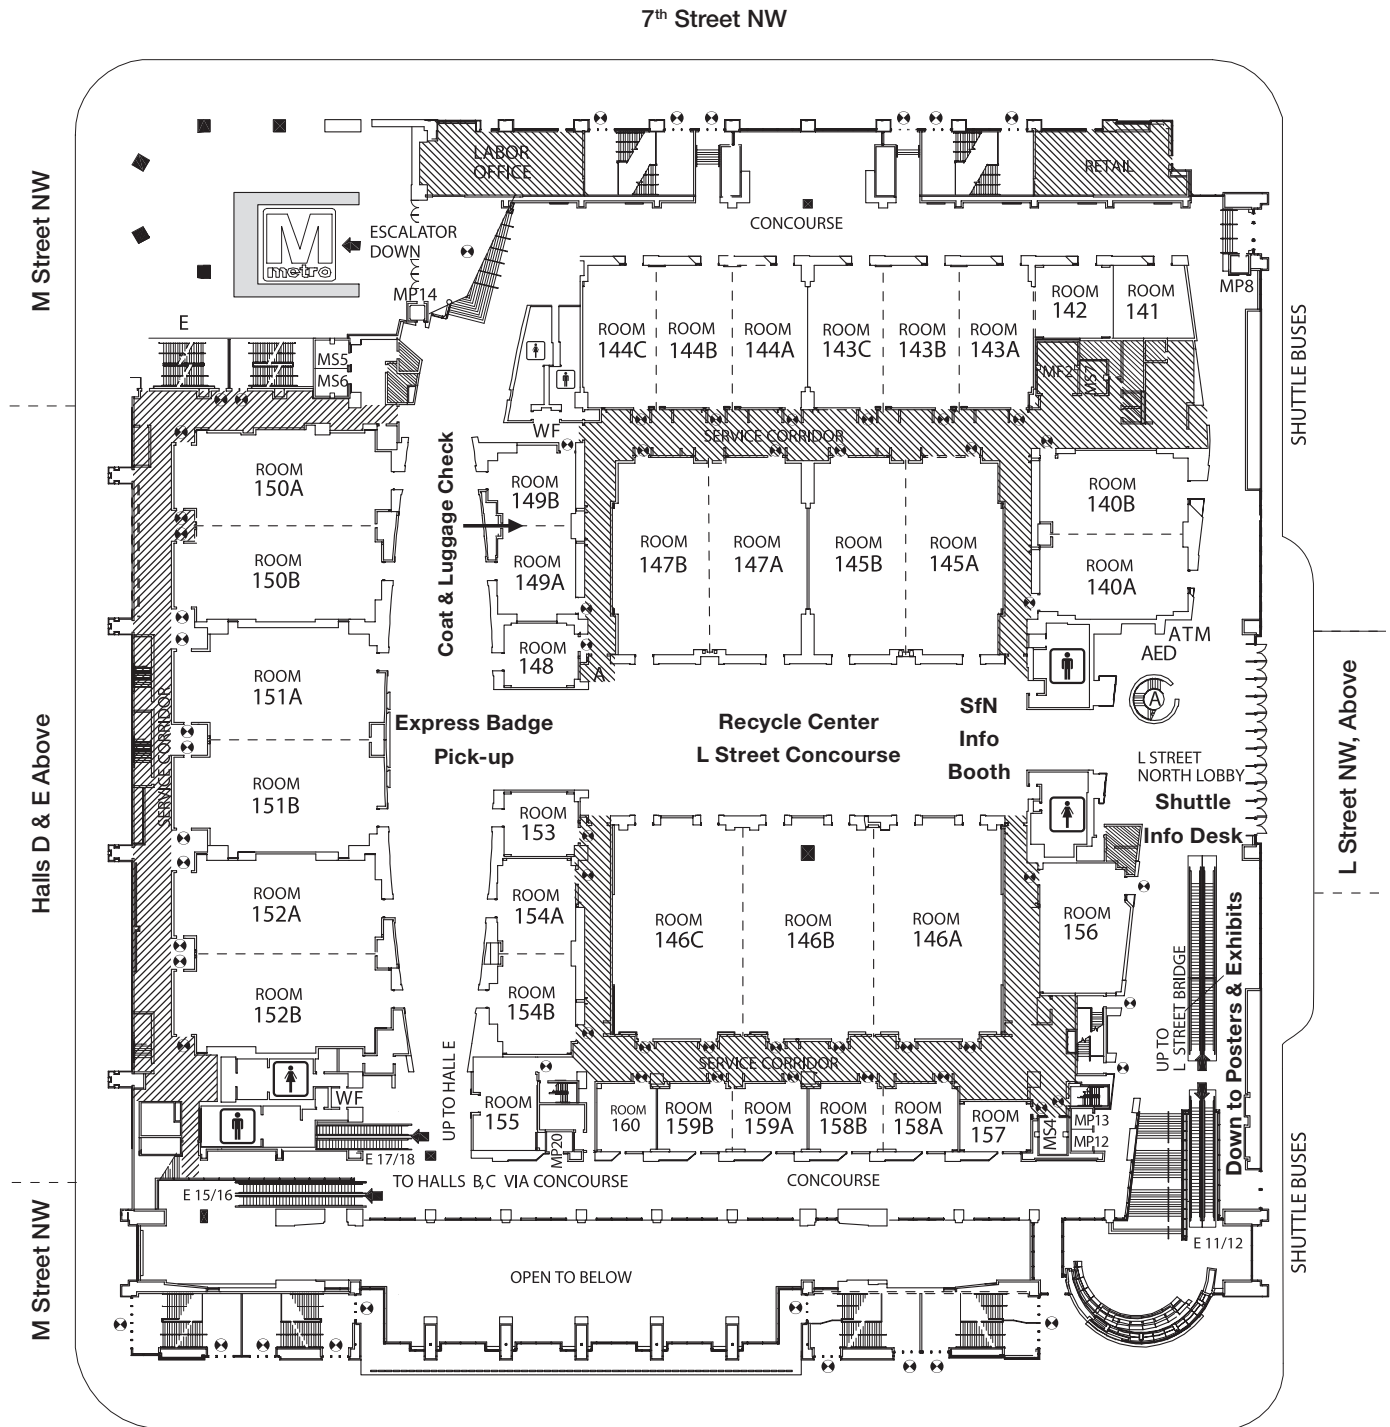 7th Street NW
LABOR
OFFICE
RETAIL
M Street NW
M
metro
ESCALATOR
DOWN
CONCOURSE
MP14
MP8
E
ROOM
144C
ROOM
144B
ROOM
144A
ROOM
143C
ROOM
143B
ROOM
143A
ROOM
142
ROOM
141
SHUTTLE BUSES
MS5
MS6
MF2
MS7
WF
SERVICE CORRIDOR
Coat & Luggage Check
ROOM
150A
ROOM
149B
ROOM
140B
ROOM
150B
ROOM
149A
ROOM
147B
ROOM
147A
ROOM
145B
ROOM
145A
ROOM
140A
ATM
AED
ROOM
148
A
A
ROOM
151A
SERVICE CORRIDOR
Halls D & E Above
Express Badge
Pick-up
Recycle Center
L Street Concourse
SfN
Info
Booth
L STREET
NORTH LOBBY
Shuttle
Info Desk
L Street NW, Above
ROOM
151B
ROOM
153
ROOM
152A
ROOM
154A
ROOM
146C
ROOM
146B
ROOM
146A
ROOM
156
ROOM
152B
ROOM
154B
UP TO
L STREET BRIDGE
Down to Posters & Exhibits
SERVICE CORRIDOR
UP TO HALL E
WF
ROOM
155
MP20
ROOM
160
ROOM
159B
ROOM
159A
ROOM
158B
ROOM
158A
ROOM
157
MS4
MP13
MP12
E 17/18
TO HALLS B,C VIA CONCOURSE
CONCOURSE
E 15/16
E 11/12
SHUTTLE BUSES
M Street NW
OPEN TO BELOW